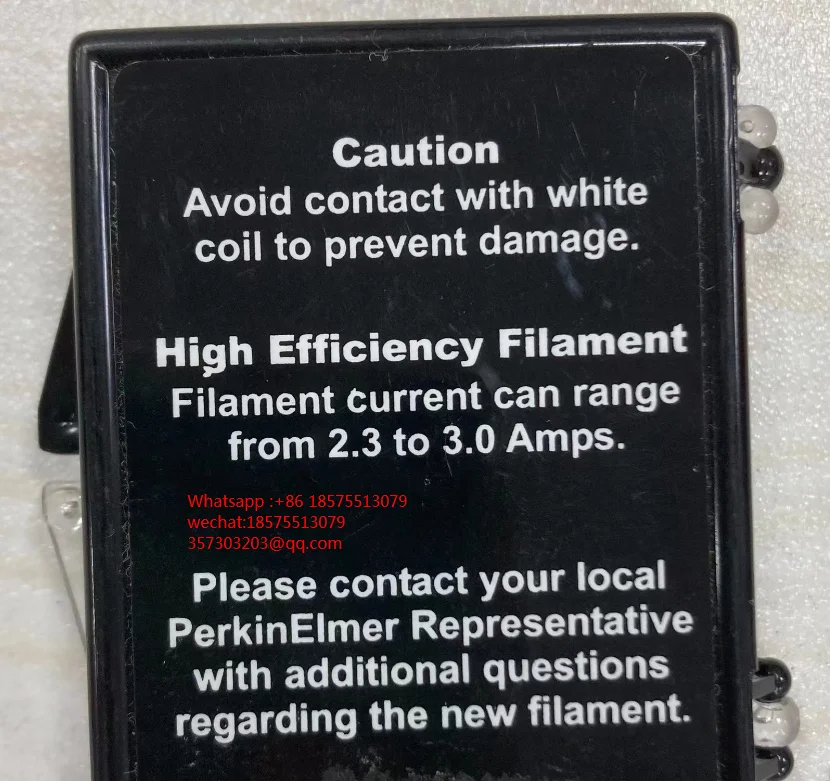 Caution
Avoid contact with white
coil to prevent damage.
High Efficiency Filament
Filament current can range
from 2.3 to 3.0 Amps.
Whatsapp :+86 18575513079
wechat:18575513079
357303203@qq.com
Please contact your local
PerkinElmer Representative
with additional questions
regarding the new filament.